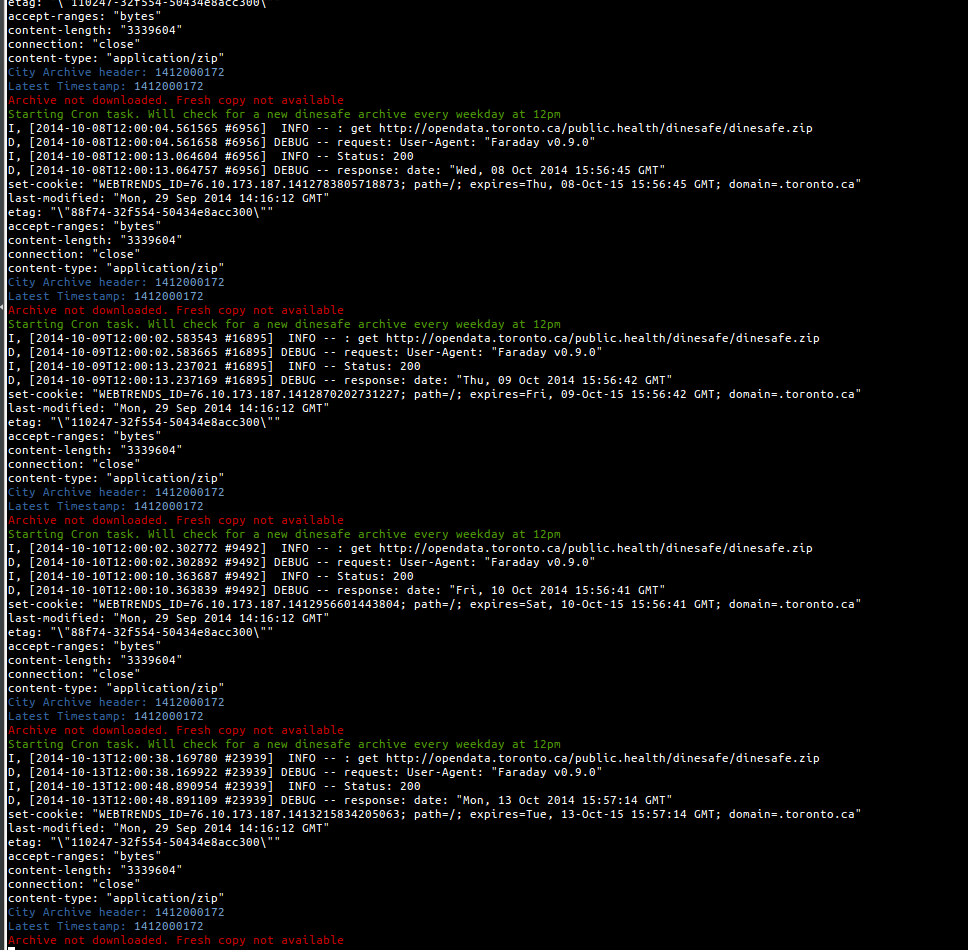 etag: "\"110247-32f554-50434e8acc300\""
accept-ranges: "bytes"
content-length: "3339604"
connection: "close"
content-type: "application/zip"
City Archive header: 1412000172
Latest Timestamp: 1412000172
Archive not downloaded. Fresh copy not available
Starting Cron task. Will check for a new dinesafe archive every weekday at 12pm
I, [2014-10-08T12:00:04.561565 #6956]  INFO -- : get http://opendata.toronto.ca/public.health/dinesafe/dinesafe.zip
D, [2014-10-08T12:00:04.561658 #6956] DEBUG -- request: User-Agent: "Faraday v0.9.0"
I, [2014-10-08T12:00:13.064604 #6956]  INFO -- Status: 200
D, [2014-10-08T12:00:13.064757 #6956] DEBUG -- response: date: "Wed, 08 Oct 2014 15:56:45 GMT"
set-cookie: "WEBTRENDS_ID=76.10.173.187.1412783805718873; path=/; expires=Thu, 08-Oct-15 15:56:45 GMT; domain=.toronto.ca"
last-modified: "Mon, 29 Sep 2014 14:16:12 GMT"
etag: "\"88f74-32f554-50434e8acc300\""
accept-ranges: "bytes"
content-length: "3339604"
connection: "close"
content-type: "application/zip"
City Archive header: 1412000172
Latest Timestamp: 1412000172
Archive not downloaded. Fresh copy not available
Starting Cron task. Will check for a new dinesafe archive every weekday at 12pm
I, [2014-10-09T12:00:02.583543 #16895]  INFO -- : get http://opendata.toronto.ca/public.health/dinesafe/dinesafe.zip
D, [2014-10-09T12:00:02.583665 #16895] DEBUG -- request: User-Agent: "Faraday v0.9.0"
I, [2014-10-09T12:00:13.237021 #16895]  INFO -- Status: 200
D, [2014-10-09T12:00:13.237169 #16895] DEBUG -- response: date: "Thu, 09 Oct 2014 15:56:42 GMT"
set-cookie: "WEBTRENDS_ID=76.10.173.187.1412870202731227; path=/; expires=Fri, 09-Oct-15 15:56:42 GMT; domain=.toronto.ca"
last-modified: "Mon, 29 Sep 2014 14:16:12 GMT"
etag: "\"110247-32f554-50434e8acc300\""
accept-ranges: "bytes"
content-length: "3339604"
connection: "close"
content-type: "application/zip"
City Archive header: 1412000172
Latest Timestamp: 1412000172
Archive not downloaded. Fresh copy not available
Starting Cron task. Will check for a new dinesafe archive every weekday at 12pm
I, [2014-10-10T12:00:02.302772 #9492]  INFO -- : get http://opendata.toronto.ca/public.health/dinesafe/dinesafe.zip
D, [2014-10-10T12:00:02.302892 #9492] DEBUG -- request: User-Agent: "Faraday v0.9.0"
I, [2014-10-10T12:00:10.363687 #9492]  INFO -- Status: 200
D, [2014-10-10T12:00:10.363839 #9492] DEBUG -- response: date: "Fri, 10 Oct 2014 15:56:41 GMT"
set-cookie: "WEBTRENDS_ID=76.10.173.187.1412956601443804; path=/; expires=Sat, 10-Oct-15 15:56:41 GMT; domain=.toronto.ca"
last-modified: "Mon, 29 Sep 2014 14:16:12 GMT"
etag: "\"88f74-32f554-50434e8acc300\""
accept-ranges: "bytes"
content-length: "3339604"
connection: "close"
content-type: "application/zip"
City Archive header: 1412000172
Latest Timestamp: 1412000172
Archive not downloaded. Fresh copy not available
Starting Cron task. Will check for a new dinesafe archive every weekday at 12pm
I, [2014-10-13T12:00:38.169780 #23939]  INFO -- : get http://opendata.toronto.ca/public.health/dinesafe/dinesafe.zip
D, [2014-10-13T12:00:38.169922 #23939] DEBUG -- request: User-Agent: "Faraday v0.9.0"
I, [2014-10-13T12:00:48.890954 #23939]  INFO -- Status: 200
D, [2014-10-13T12:00:48.891109 #23939] DEBUG -- response: date: "Mon, 13 Oct 2014 15:57:14 GMT"
set-cookie: "WEBTRENDS_ID=76.10.173.187.1413215834205063; path=/; expires=Tue, 13-Oct-15 15:57:14 GMT; domain=.toronto.ca"
last-modified: "Mon, 29 Sep 2014 14:16:12 GMT"
etag: "\"110247-32f554-50434e8acc300\""
accept-ranges: "bytes"
content-length: "3339604"
connection: "close"
content-type: "application/zip"
City Archive header: 1412000172
Latest Timestamp: 1412000172
Archive not downloaded. Fresh copy not available